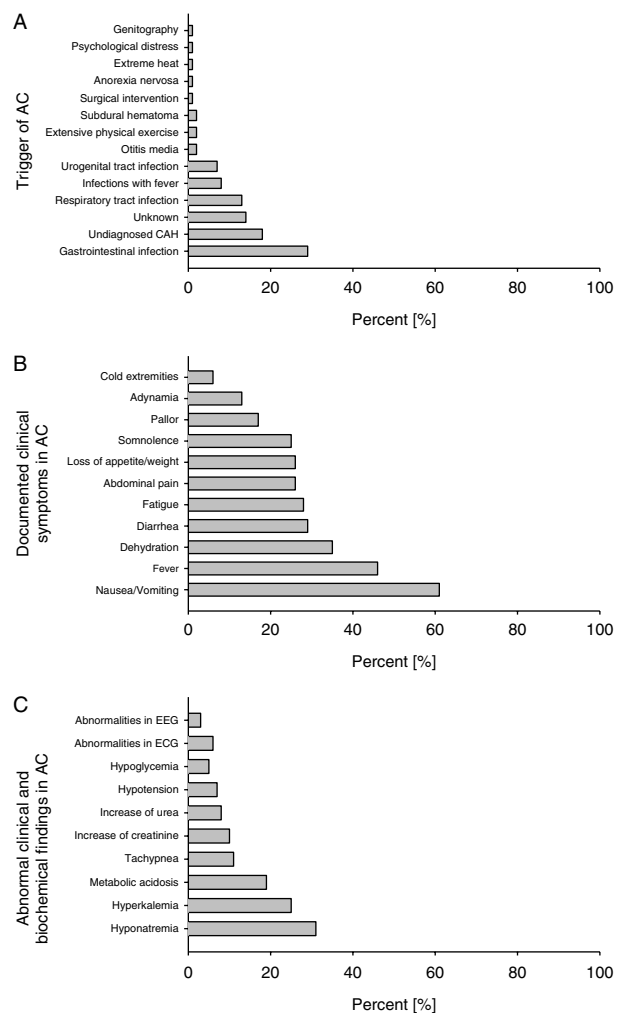 A
Trigger of AC
Genitography
Psychological distress
Extreme heat
Anorexia nervosa
Surgical intervention
Subdural hematoma
Extensive physical exercise
Otitis media
Urogenital tract infection
Infections with fever
Respiratory tract infection
Unknown
Undiagnosed CAH
Gastrointestinal infection
0 20 40 60 80 100
Percent [%]
B
Documented clinical
symptoms in AC
Cold extremities
Adynamia
Pallor
Somnolence
Loss of appetite/weight
Abdominal pain
Fatigue
Diarrhea
Dehydration
Fever
Nausea/Vomiting
0 20 40 60 80 100
Percent [%]
C
Abnormal clinical and
biochemical findings in AC
Abnormalities in EEG
Abnormalities in ECG
Hypoglycemia
Hypotension
Increase of urea
Increase of creatinine
Tachypnea
Metabolic acidosis
Hyperkalemia
Hyponatremia
0 20 40 60 80 100
Percent [%]